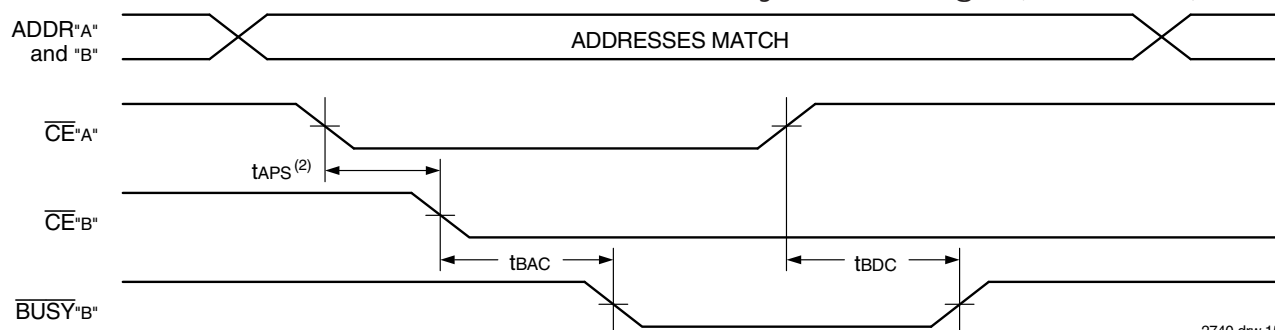 ADDR"A"
and "B"
ADDRESSES MATCH
CE"A"
tAPS (2)
CE"B"
tBAC
tBDC
BUSY"B"